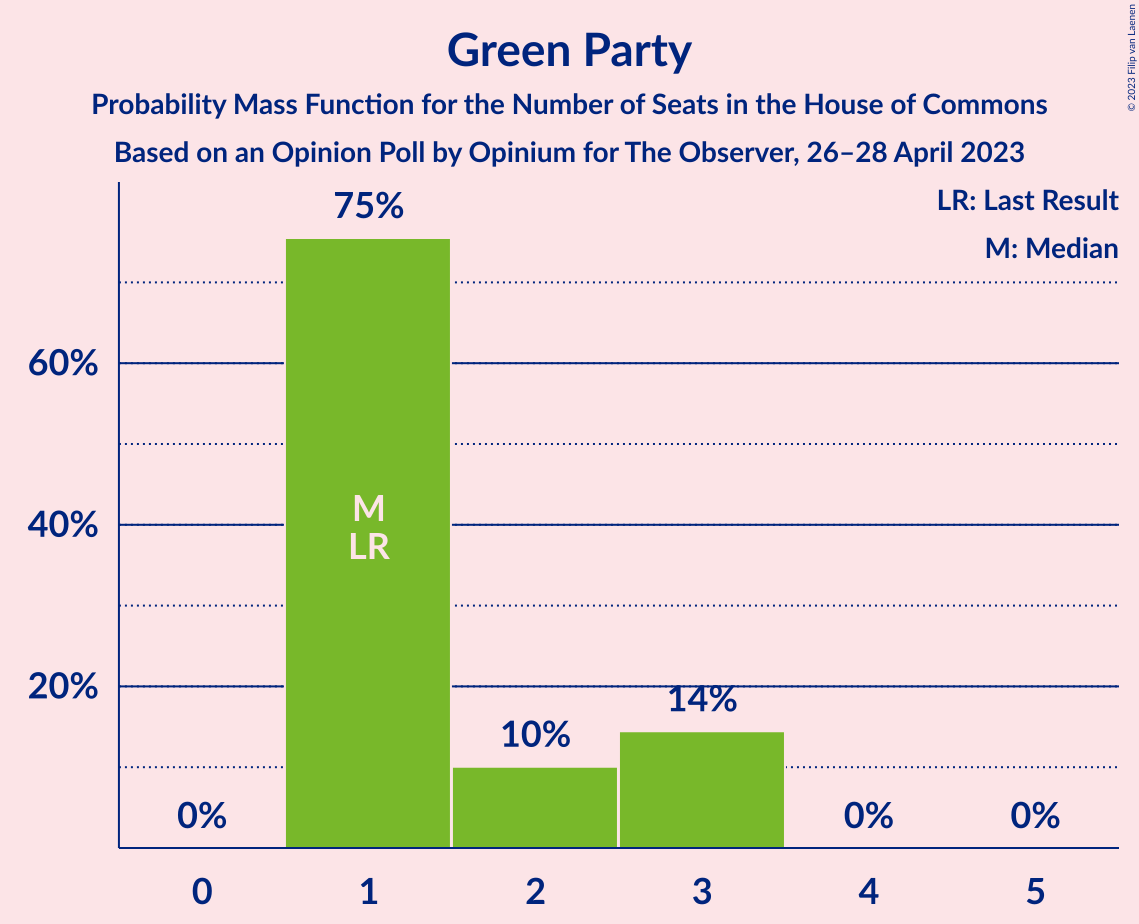 Green Party
Probability Mass Function for the Number of Seats in the House of Commons
Based on an Opinion Poll by Opinium for The Observer, 26–28 April 2023
© 2023 Filip van Laenen
LR: Last Result
M: Median
75%
60%
40%
20%
M
LR
0%
10%
14%
0%
0%
0
1
2
3
4
5